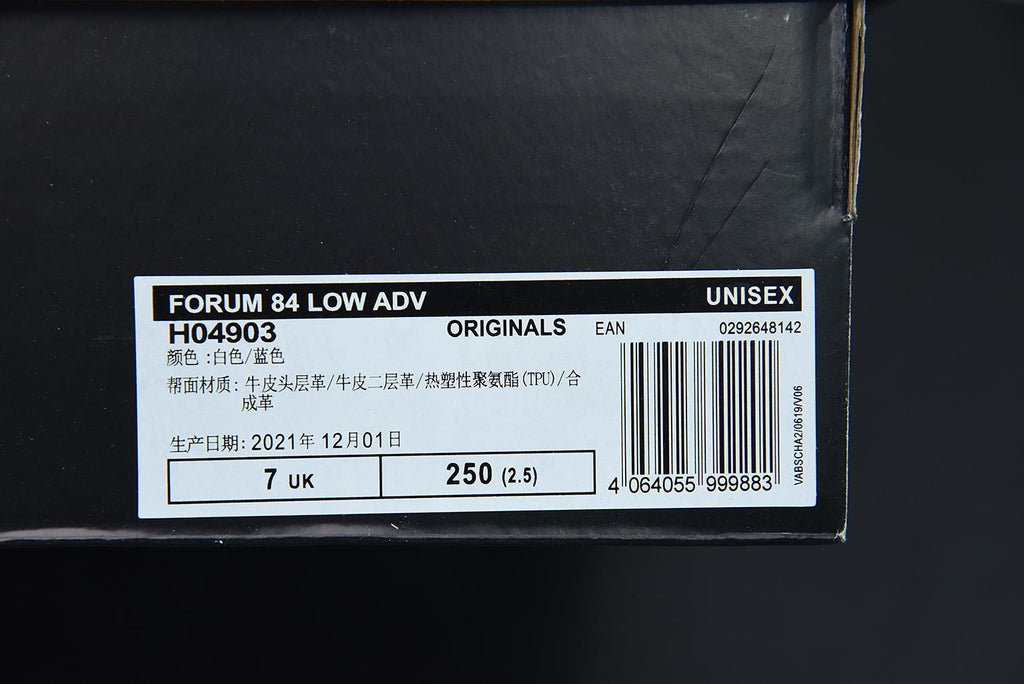 FORUM 84 LOW ADV UNISEX
H04903 ORIGINALS EAN 0292648142
颜色 :白色/蓝色
帮面材质: 牛皮头层革/牛皮二层革/热塑性聚氨酯(TPU)/合
成革
生产日期: 2021年 12月01日
7 UK 250 (2.5)
4 064055 999883
VABSCHA2/0619/V06